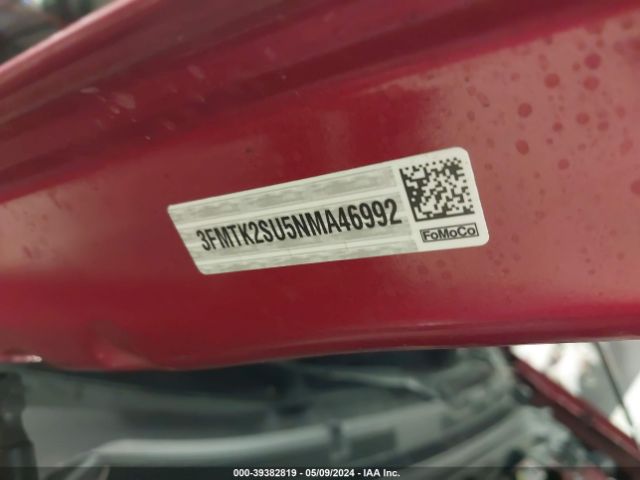 3FMTK2SU5NMA46992
FoMoCo
000-39382819 - 05/09/2024 - IAA Inc.